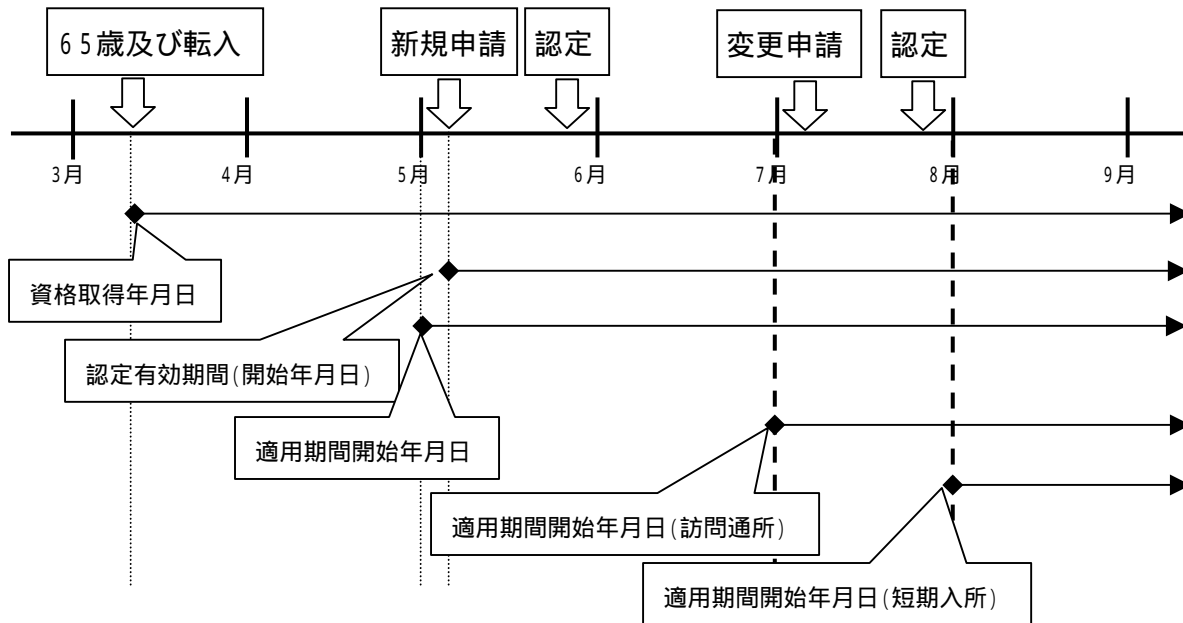 65歳及び転入
新規申請
認定
変更申請
認定
3月
4月
5月
6月
7月
8月
9月
資格取得年月日
認定有効期間(開始年月日)
適用期間開始年月日
適用期間開始年月日(訪問通所)
適用期間開始年月日(短期入所)